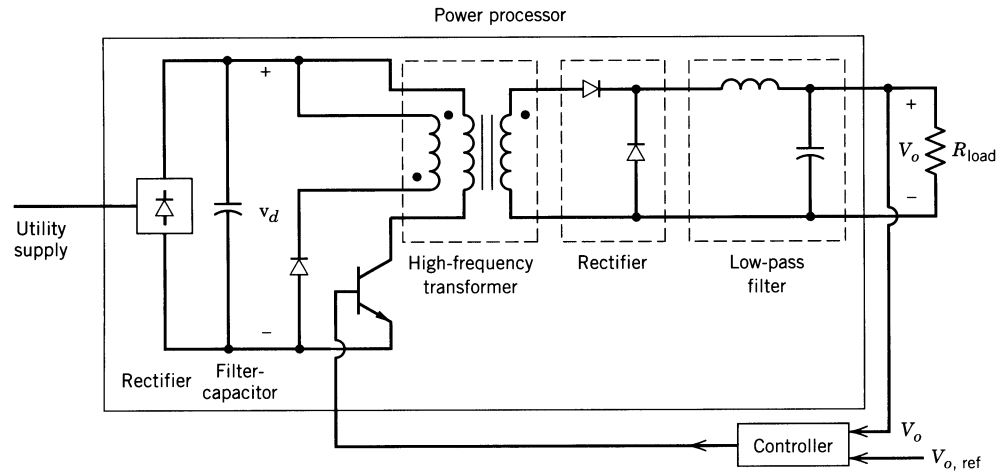 Power processor
Utility
supply
+
v_d
−
Rectifier
Filter-
capacitor
High-frequency
transformer
Rectifier
Low-pass
filter
+
V_o
−
R_load
Controller
V_o
V_o, ref